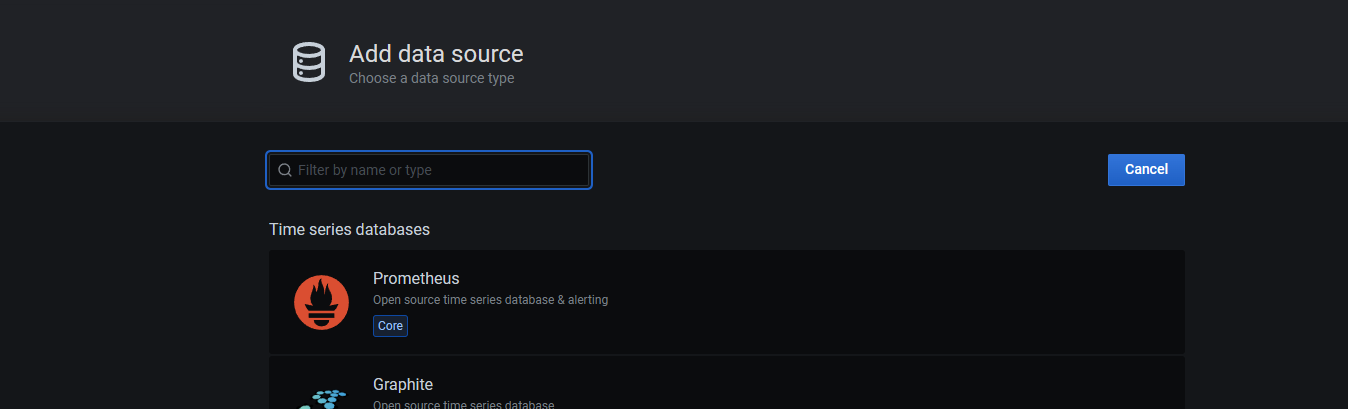 Add data source
Choose a data source type
Filter by name or type
Cancel
Time series databases
Prometheus
Open source time series database & alerting
Core
Graphite
Open source time series database